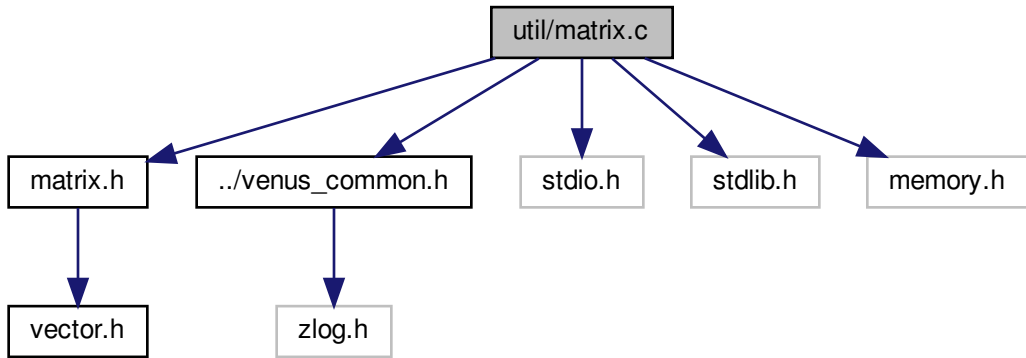 util/matrix.c
matrix.h
../venus_common.h
stdio.h
stdlib.h
memory.h
vector.h
zlog.h